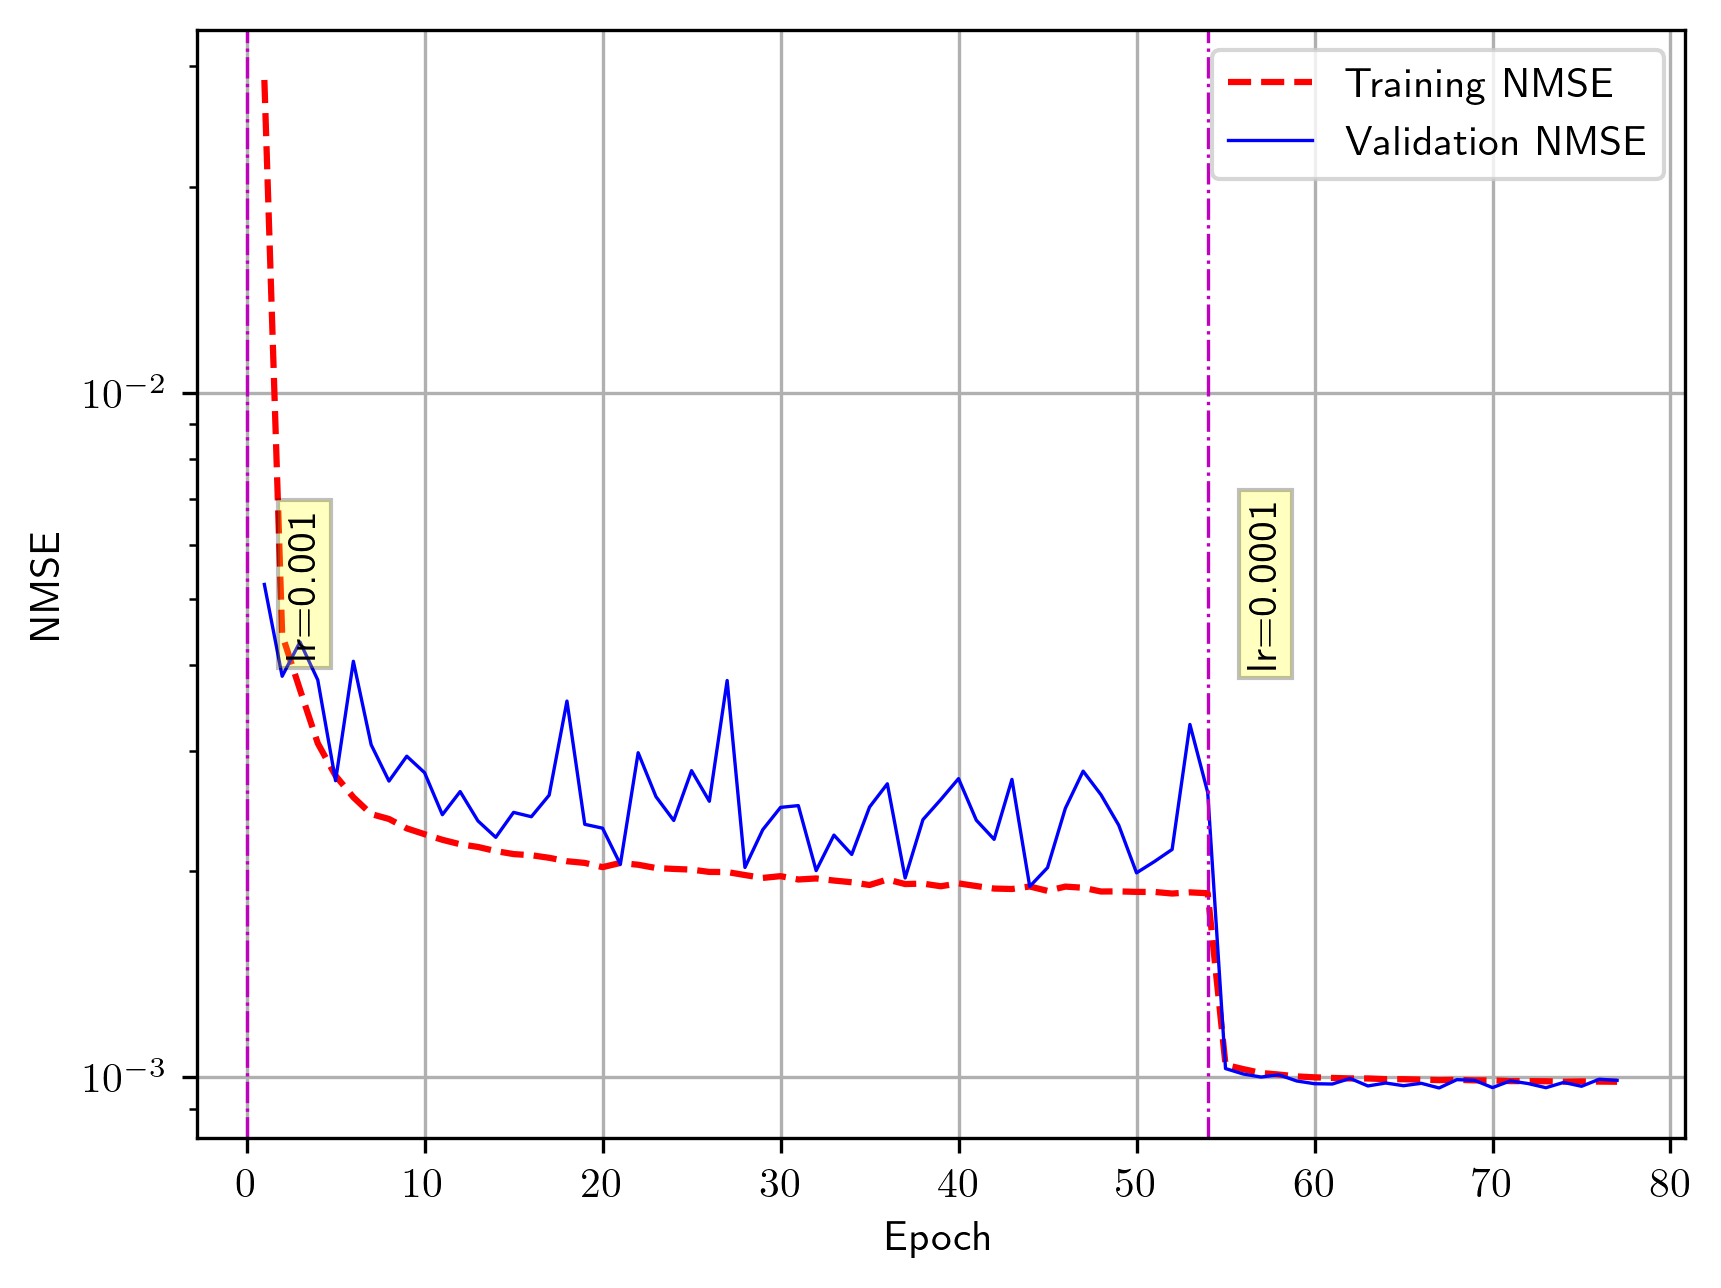 Training NMSE
Validation NMSE
10⁻²
10⁻³
NMSE
lr=0.001
lr=0.0001
0 10 20 30 40 50 60 70 80
Epoch